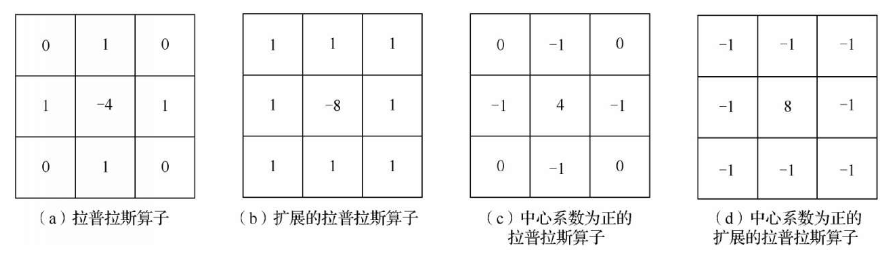 0 1 0 1 1 1 0 -1 0 -1 -1 -1
1 -4 1 1 -8 1 -1 4 -1 -1 8 -1
0 1 0 1 1 1 0 -1 0 -1 -1 -1
（a）拉普拉斯算子 （b）扩展的拉普拉斯算子 （c）中心系数为正的 （d）中心系数为正的
拉普拉斯算子 扩展的拉普拉斯算子